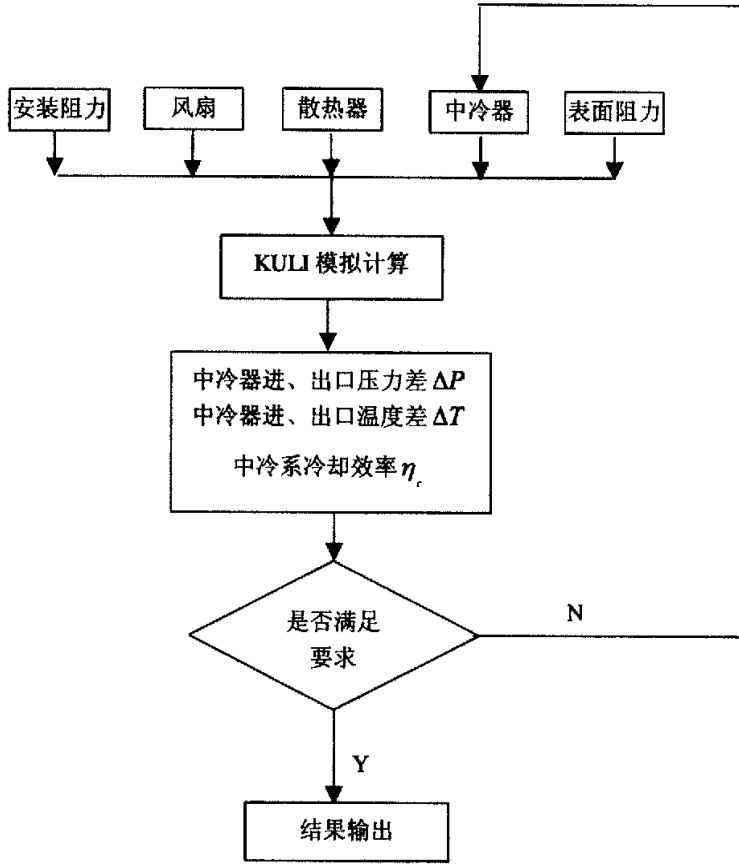 安装阻力
风扇
散热器
中冷器
表面阻力
KULI 模拟计算
中冷器进、出口压力差 ΔP
中冷器进、出口温度差 ΔT
中冷系冷却效率 η_c
是否满足
要求
N
Y
结果输出